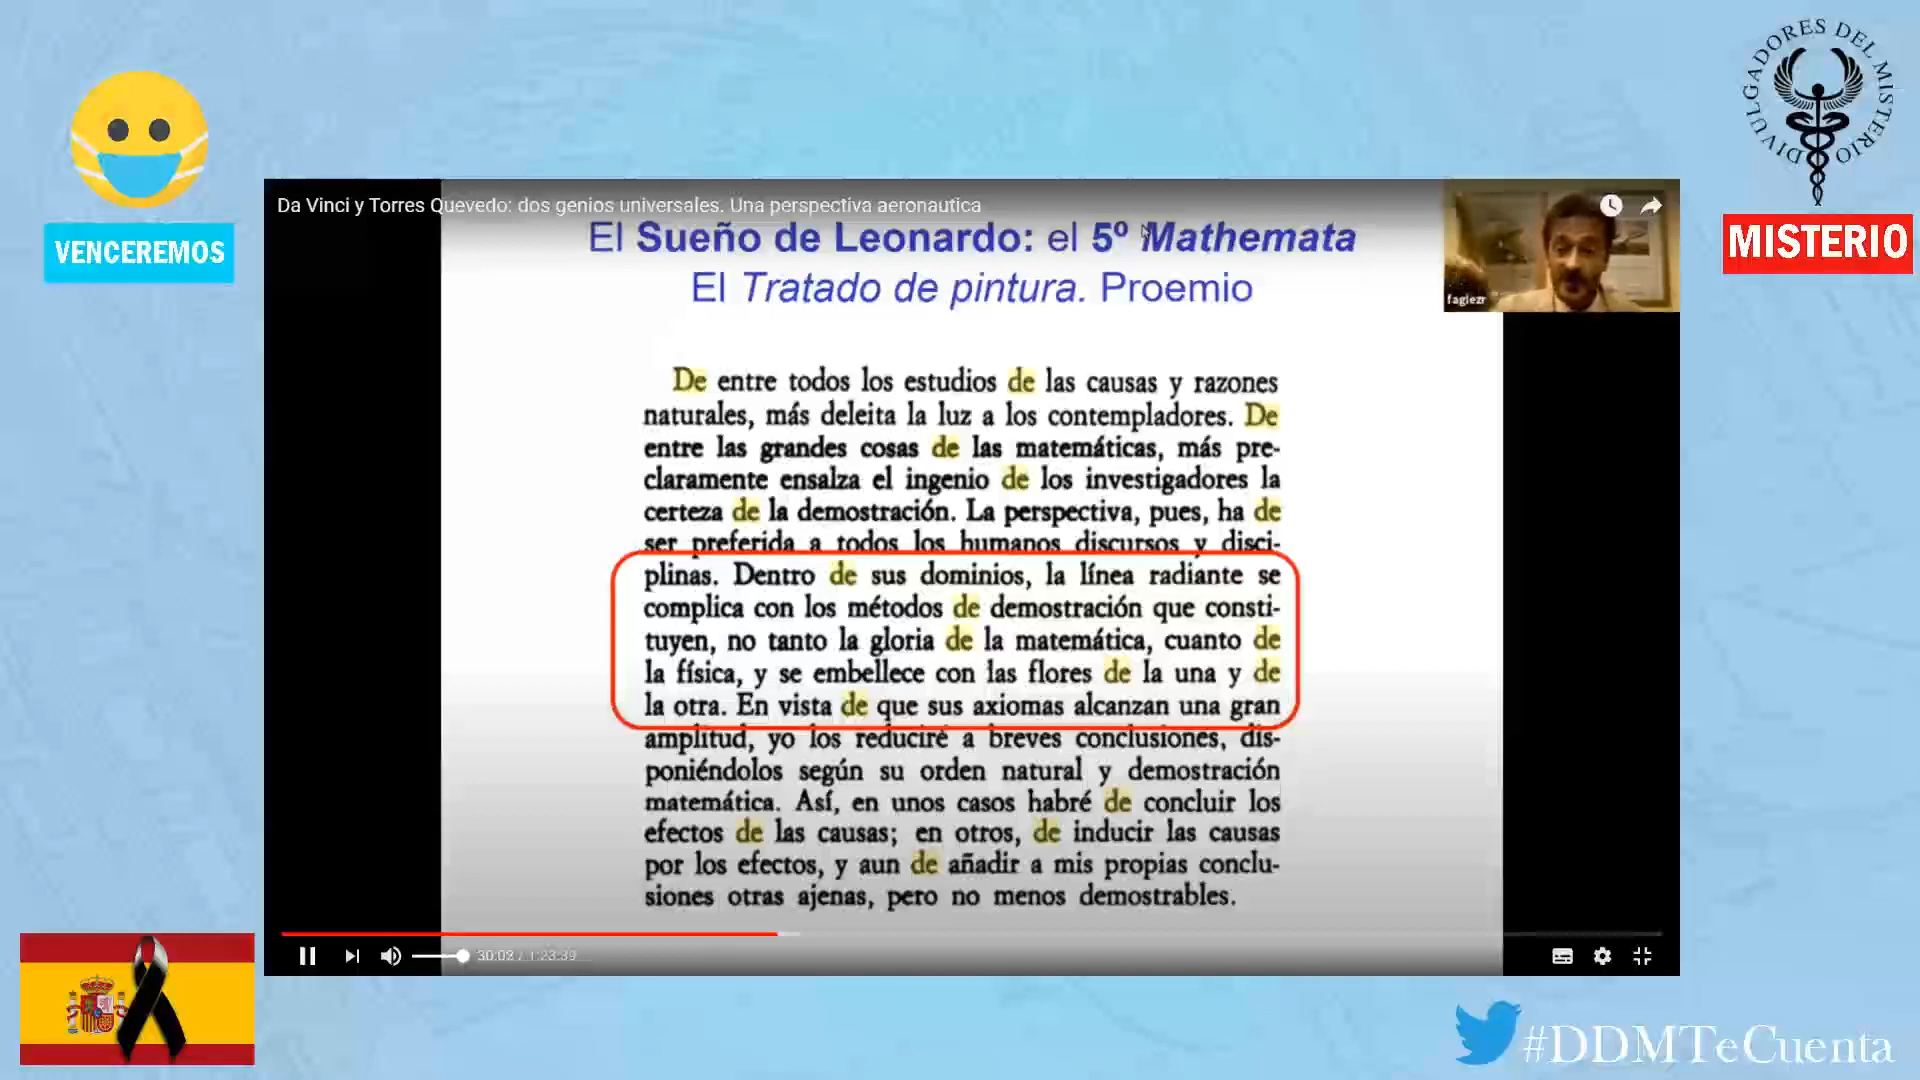 DIVULGADORES DEL MISTERIO
VENCEREMOS
MISTERIO
Da Vinci y Torres Quevedo: dos genios universales. Una perspectiva aeronautica
El Sueño de Leonardo: el 5º Mathemata
El Tratado de pintura. Proemio
faglezr
De entre todos los estudios de las causas y razones
naturales, más deleita la luz a los contempladores. De
entre las grandes cosas de las matemáticas, más pre-
claramente ensalza el ingenio de los investigadores la
certeza de la demostración. La perspectiva, pues, ha de
ser preferida a todos los humanos discursos y disci-
plinas. Dentro de sus dominios, la línea radiante se
complica con los métodos de demostración que consti-
tuyen, no tanto la gloria de la matemática, cuanto de
la física, y se embellece con las flores de la una y de
la otra. En vista de que sus axiomas alcanzan una gran
amplitud, yo los reduciré a breves conclusiones, dis-
poniéndolos según su orden natural y demostración
matemática. Así, en unos casos habré de concluir los
efectos de las causas; en otros, de inducir las causas
por los efectos, y aun de añadir a mis propias conclu-
siones otras ajenas, pero no menos demostrables.
30:02 / 1:23:39
#DDMTeCuenta